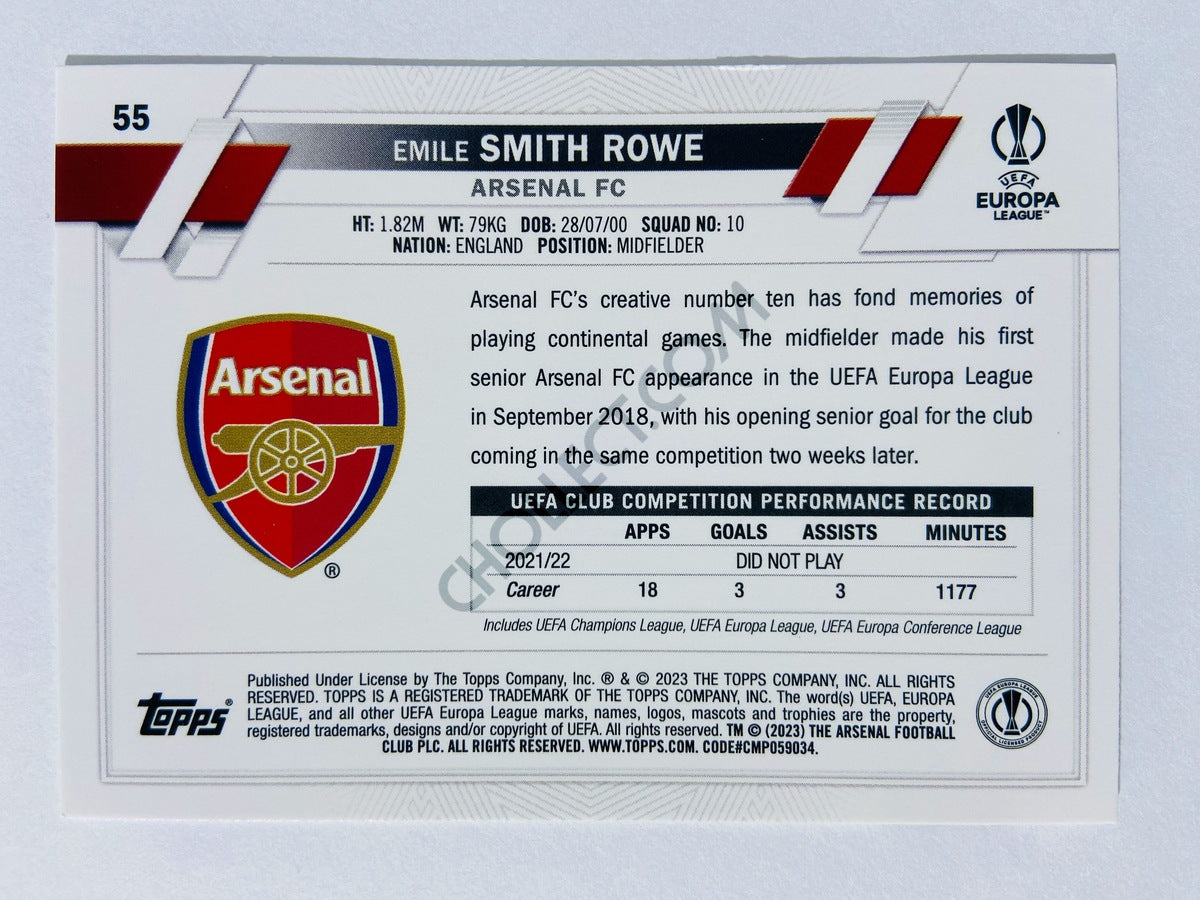 55
EMILE SMITH ROWE
ARSENAL FC
HT: 1.82M WT: 79KG DOB: 28/07/00 SQUAD NO: 10
NATION: ENGLAND POSITION: MIDFIELDER
UEFA
EUROPA
LEAGUE™
Arsenal
®
Arsenal FC's creative number ten has fond memories of
playing continental games. The midfielder made his first
senior Arsenal FC appearance in the UEFA Europa League
in September 2018, with his opening senior goal for the club
coming in the same competition two weeks later.
CHOLLECT.COM
UEFA CLUB COMPETITION PERFORMANCE RECORD
APPS GOALS ASSISTS MINUTES
2021/22 DID NOT PLAY
Career 18 3 3 1177
Includes UEFA Champions League, UEFA Europa League, UEFA Europa Conference League
Topps®
Published Under License by The Topps Company, Inc. ® & © 2023 THE TOPPS COMPANY, INC. ALL RIGHTS
RESERVED. TOPPS IS A REGISTERED TRADEMARK OF THE TOPPS COMPANY, INC. The word(s) UEFA, EUROPA
LEAGUE, and all other UEFA Europa League marks, names, logos, mascots and trophies are the property,
registered trademarks, designs and/or copyright of UEFA. All rights reserved. TM © (2023) THE ARSENAL FOOTBALL
CLUB PLC. ALL RIGHTS RESERVED. WWW.TOPPS.COM. CODE#CMP059034.
UEFA EUROPA LEAGUE
OFFICIAL LICENSED PRODUCT